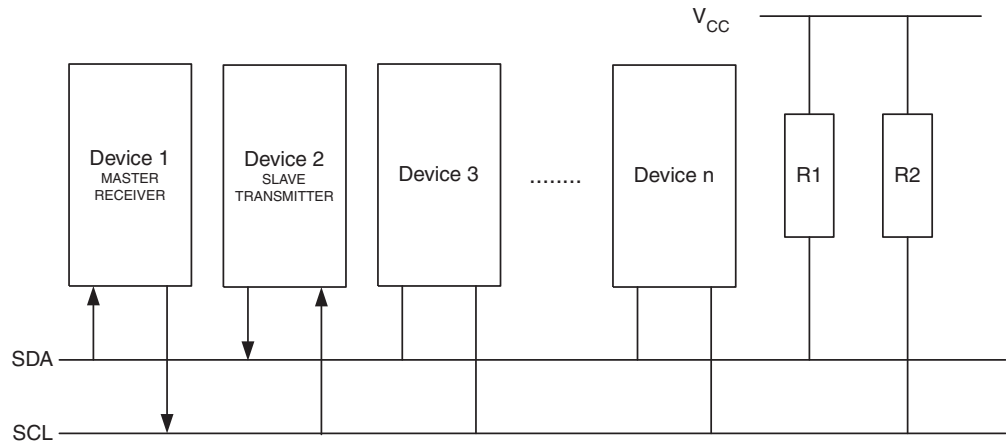 VCC
Device 1
MASTER
RECEIVER
Device 2
SLAVE
TRANSMITTER
Device 3
........
Device n
R1
R2
SDA
SCL